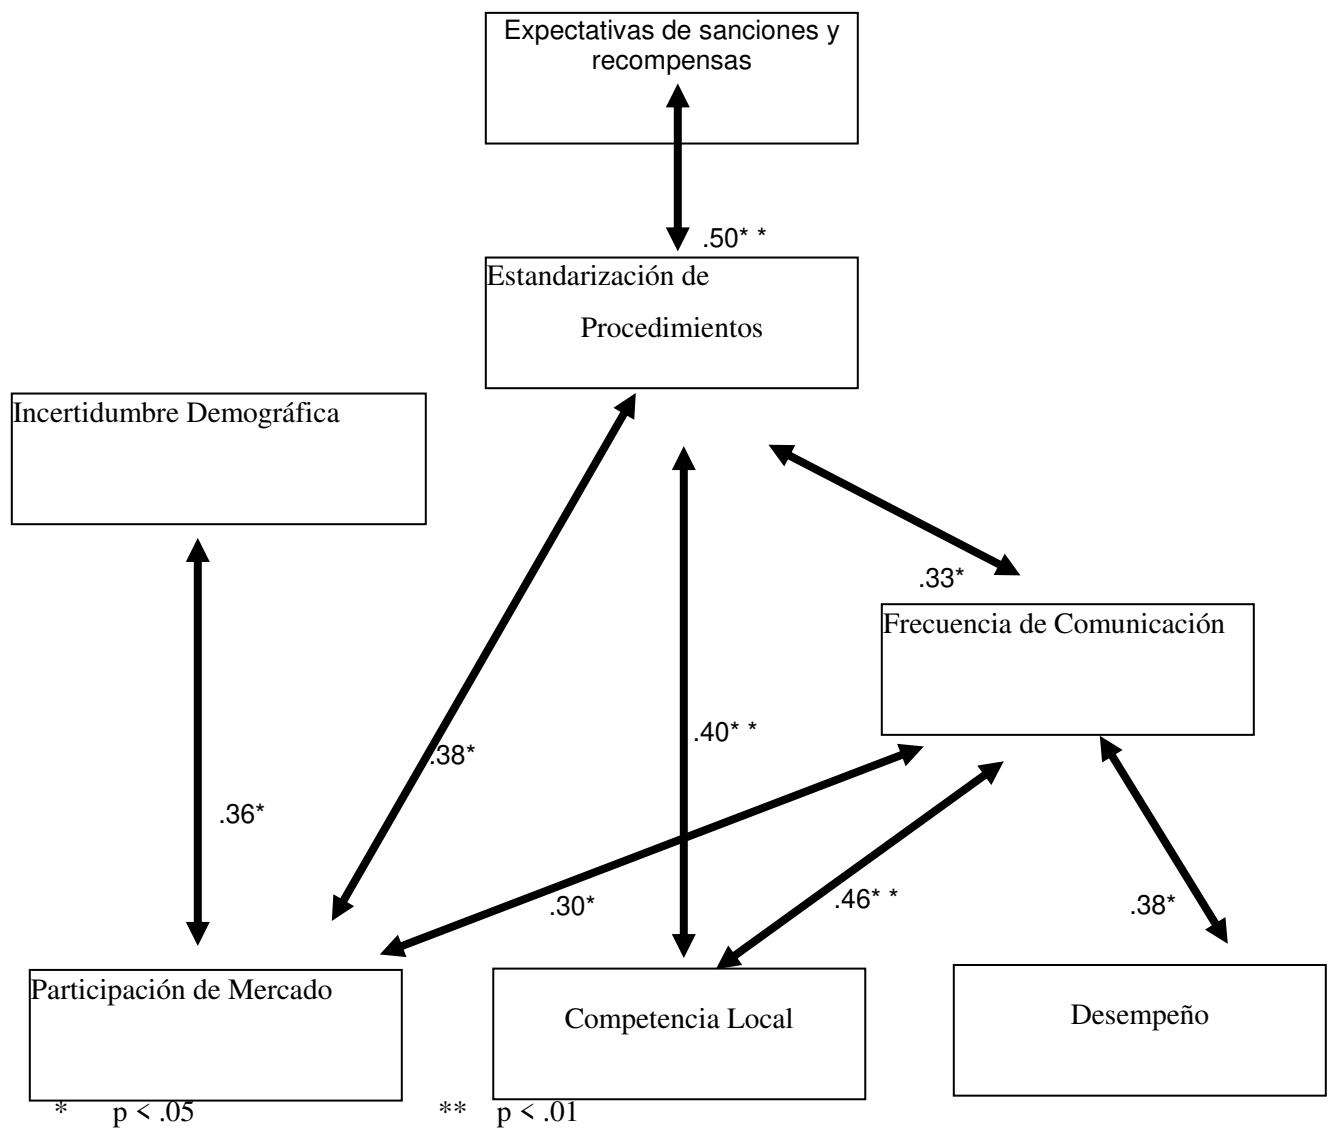 Expectativas de sanciones y
recompensas
.50* *
Estandarización de
Procedimientos
Incertidumbre Demográfica
.33*
Frecuencia de Comunicación
.40* *
.38*
.36*
.30*
.46* *
.38*
Participación de Mercado
Competencia Local
Desempeño
* p < .05 ** p < .01